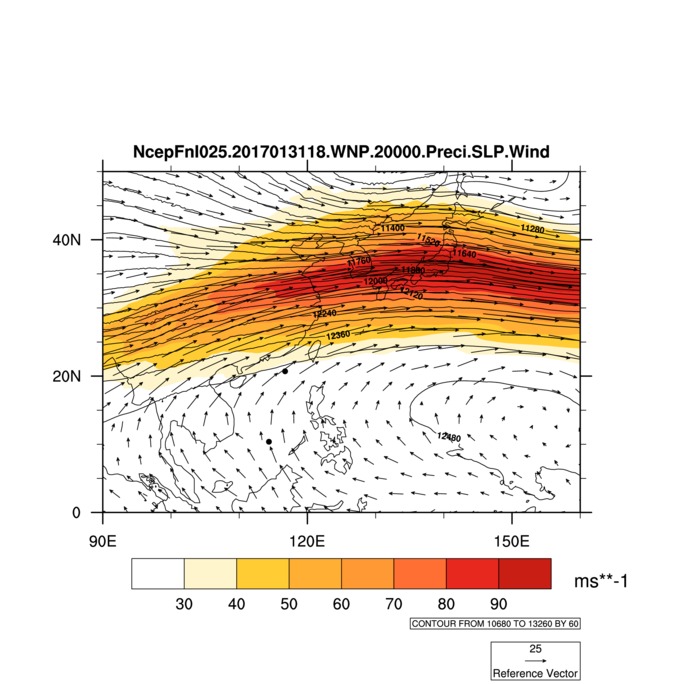 NcepFnl025.2017013118.WNP.20000.Preci.SLP.Wind
40N
20N
0
90E
120E
150E
11400
11520
11280
11640
11760
11880
12000
12120
12240
12360
12480
30
40
50
60
70
80
90
ms**-1
CONTOUR FROM 10680 TO 13260 BY 60
25
Reference Vector